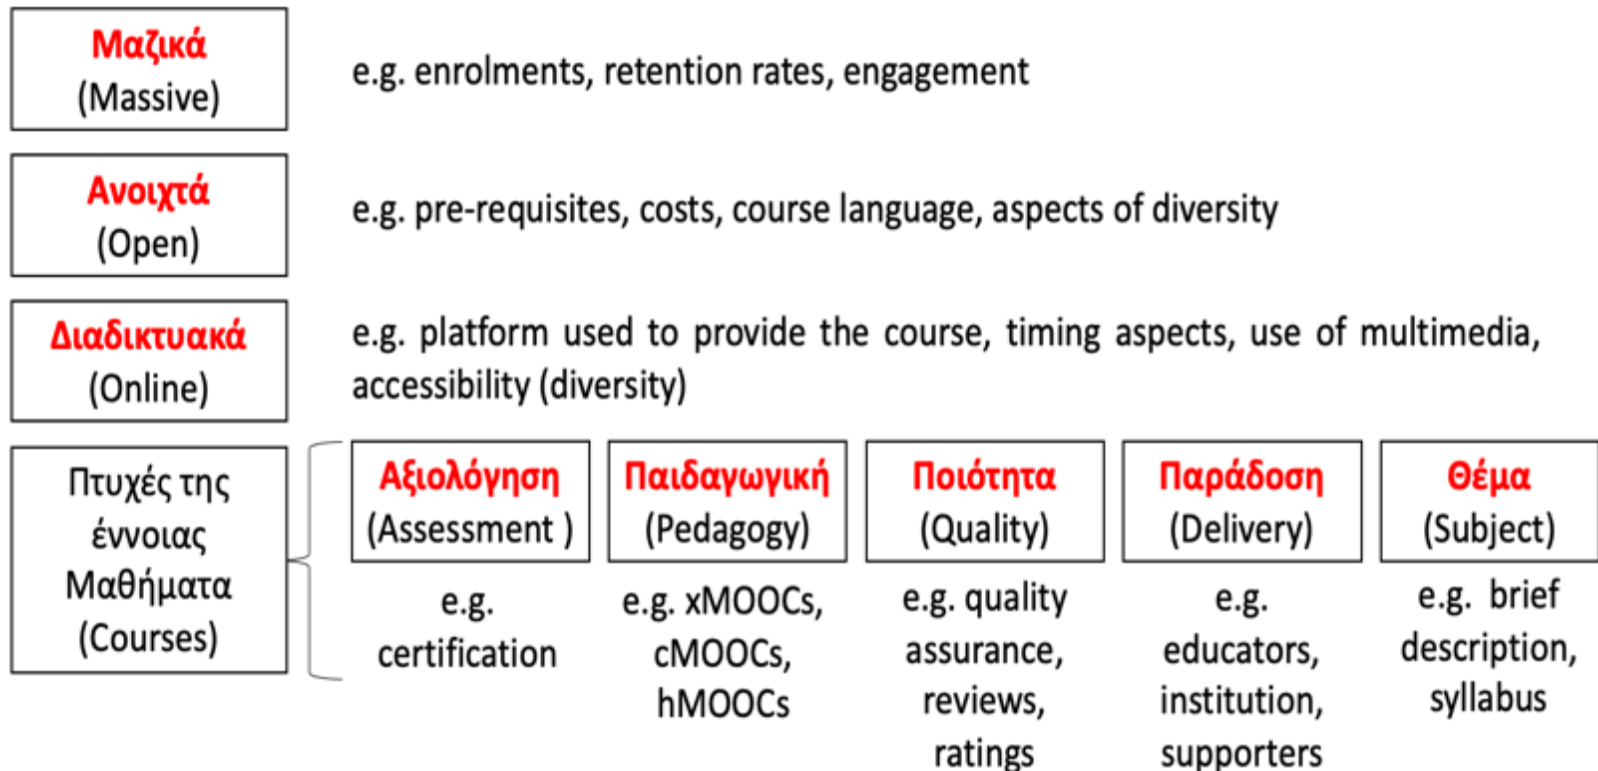 Μαζικά
(Massive)
e.g. enrolments, retention rates, engagement
Ανοιχτά
(Open)
e.g. pre-requisites, costs, course language, aspects of diversity
Διαδικτυακά
(Online)
e.g. platform used to provide the course, timing aspects, use of multimedia,
accessibility (diversity)
Πτυχές της
έννοιας
Μαθήματα
(Courses)
Αξιολόγηση
(Assessment )
e.g.
certification
Παιδαγωγική
(Pedagogy)
e.g. xMOOCs,
cMOOCs,
hMOOCs
Ποιότητα
(Quality)
e.g. quality
assurance,
reviews,
ratings
Παράδοση
(Delivery)
e.g.
educators,
institution,
supporters
Θέμα
(Subject)
e.g. brief
description,
syllabus